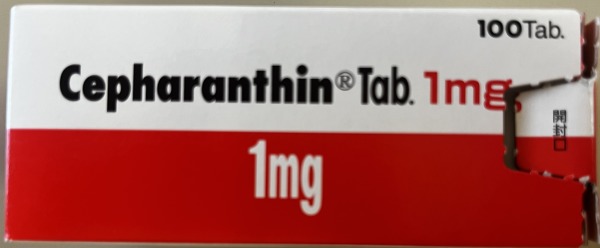 100Tab.
Cepharanthin® Tab. 1mg
開封口
1mg